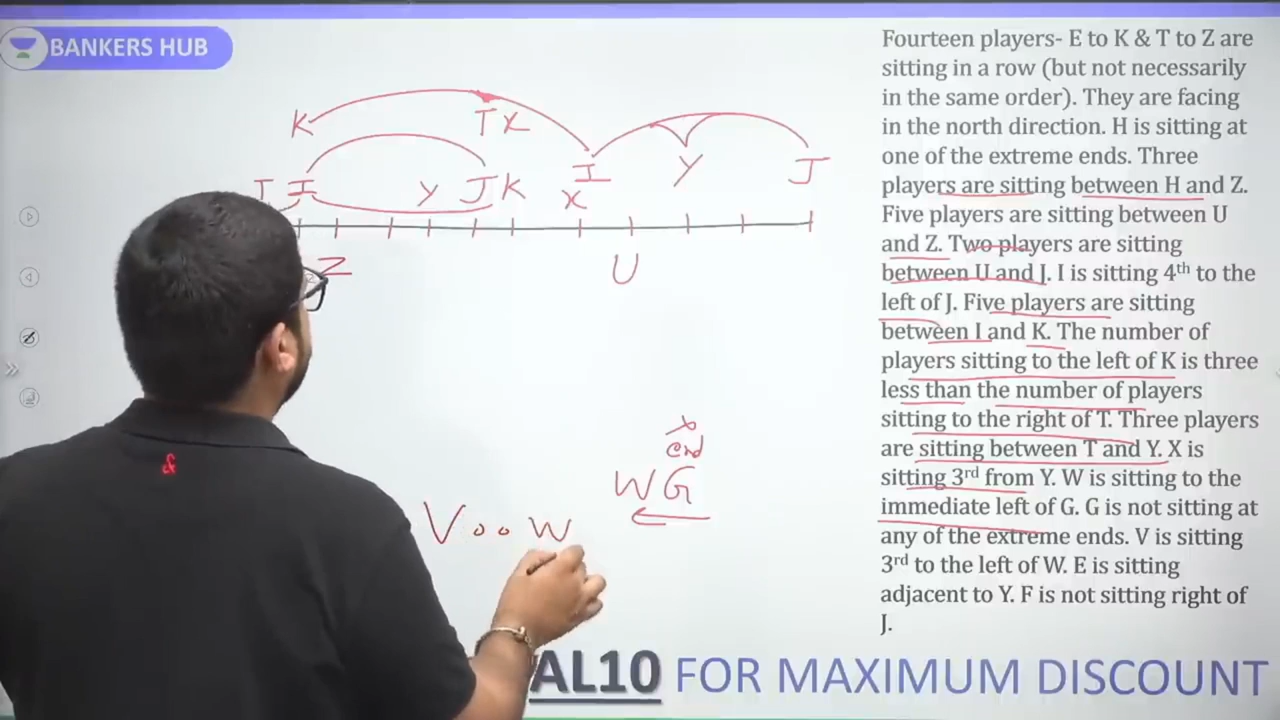 BANKERS HUB
K
T X
I
Y
J
I I
Y
J K
X
Z
U
x
end
W G
V o o W
AL10 FOR MAXIMUM DISCOUNT
Fourteen players- E to K & T to Z are
sitting in a row (but not necessarily
in the same order). They are facing
in the north direction. H is sitting at
one of the extreme ends. Three
players are sitting between H and Z.
Five players are sitting between U
and Z. Two players are sitting
between U and J. I is sitting 4th to the
left of J. Five players are sitting
between I and K. The number of
players sitting to the left of K is three
less than the number of players
sitting to the right of T. Three players
are sitting between T and Y. X is
sitting 3rd from Y. W is sitting to the
immediate left of G. G is not sitting at
any of the extreme ends. V is sitting
3rd to the left of W. E is sitting
adjacent to Y. F is not sitting right of
J.